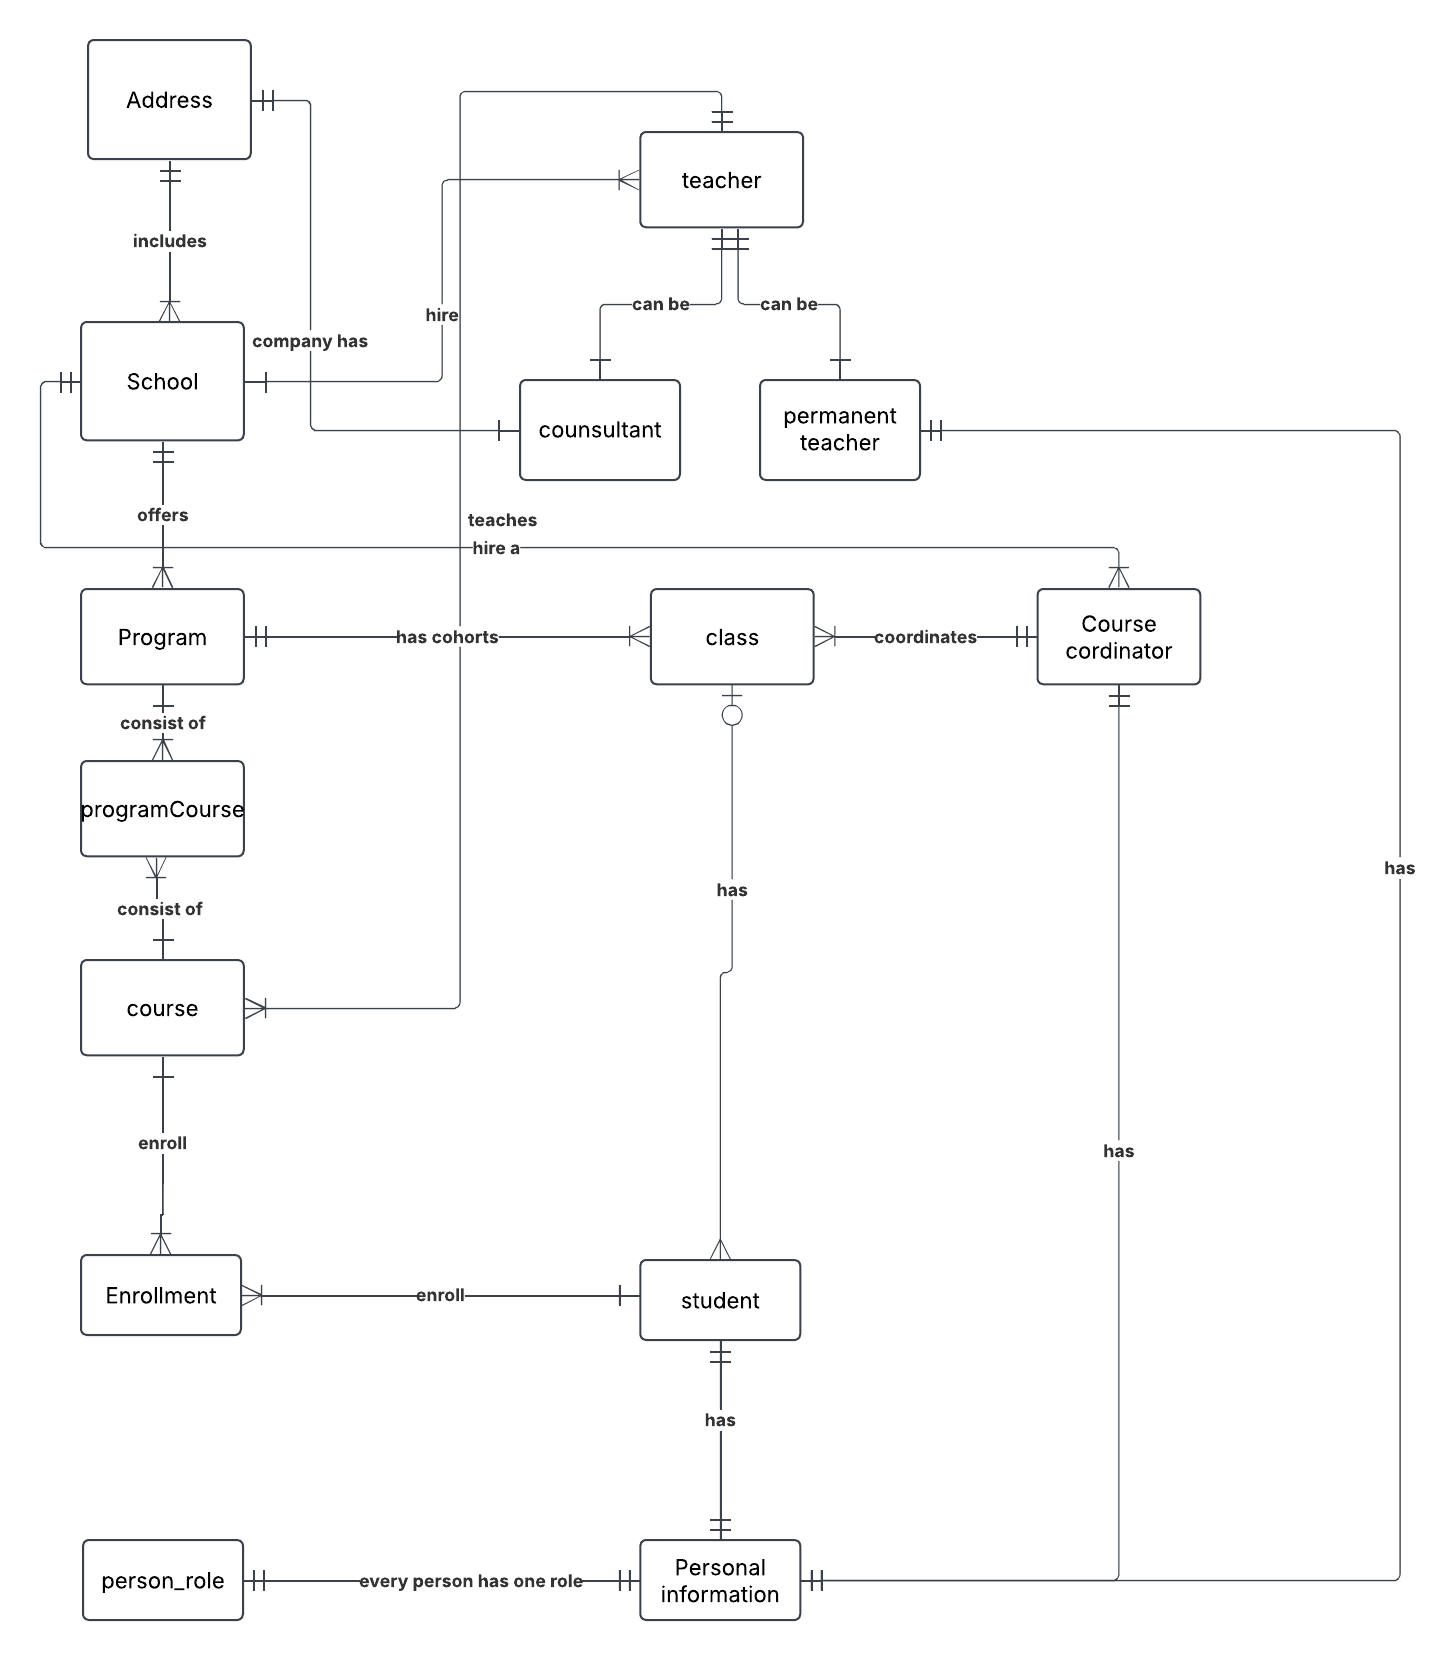 Address
teacher
includes
can be
can be
hire
company has
School
counsultant
permanent
teacher
offers
teaches
hire a
Program
has cohorts
class
coordinates
Course
cordinator
consist of
programCourse
has
has
consist of
course
enroll
has
Enrollment
enroll
student
has
person_role
every person has one role
Personal
information